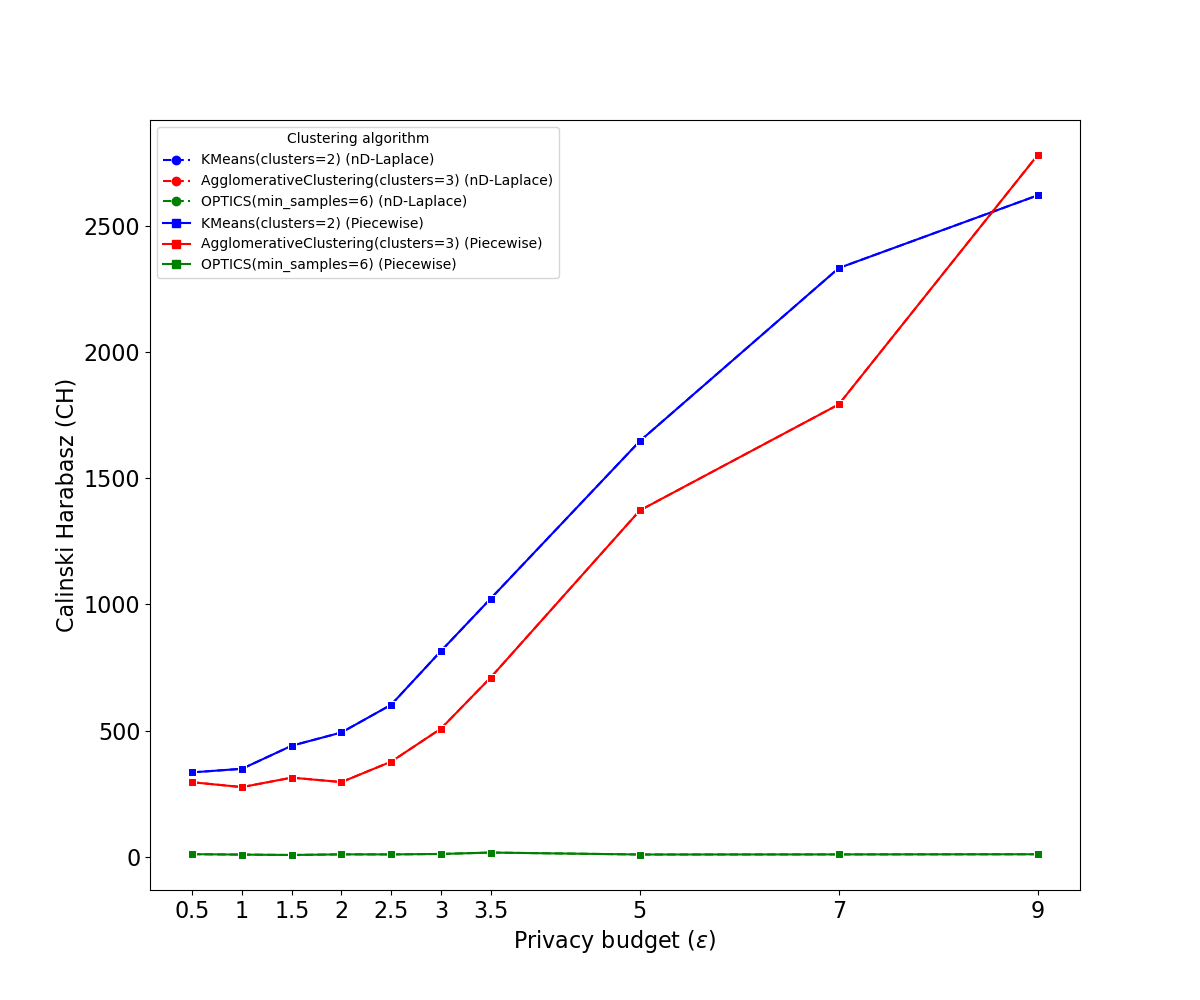 Clustering algorithm
KMeans(clusters=2) (nD-Laplace)
AgglomerativeClustering(clusters=3) (nD-Laplace)
OPTICS(min_samples=6) (nD-Laplace)
KMeans(clusters=2) (Piecewise)
AgglomerativeClustering(clusters=3) (Piecewise)
OPTICS(min_samples=6) (Piecewise)
Calinski Harabasz (CH)
2500
2000
1500
1000
500
0
0.5 1 1.5 2 2.5 3 3.5 5 7 9
Privacy budget (ε)